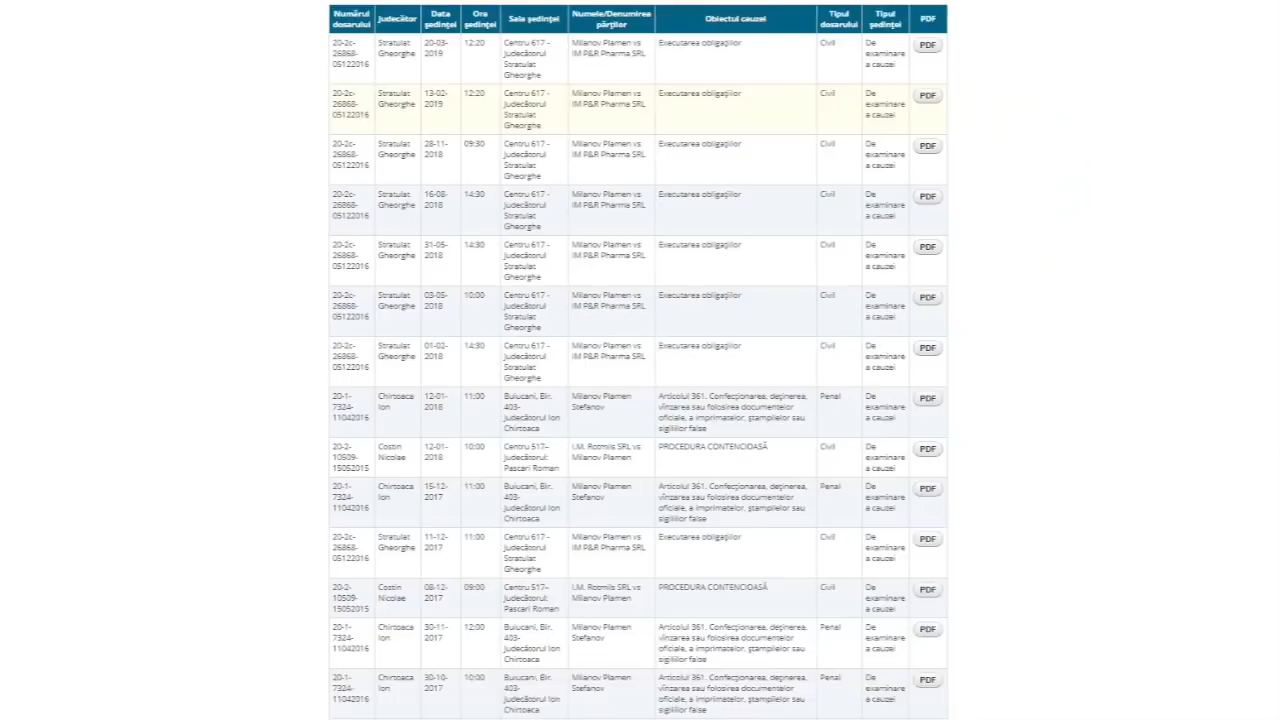 Numărul dosarului Judecător Data ședinței Ora ședinței Sala ședinței Numele/Denumirea părților Obiectul cauzei Tipul dosarului Tipul ședinței PDF
20-2c-26868-05122016 Stratulat Gheorghe 20-03-2019 12:20 Centru 617 - Judecătorul Stratulat Gheorghe Milanov Plamen vs IM P&R Pharma SRL Executarea obligațiilor Civil De examinare a cauzei PDF
20-2c-26868-05122016 Stratulat Gheorghe 13-02-2019 12:20 Centru 617 - Judecătorul Stratulat Gheorghe Milanov Plamen vs IM P&R Pharma SRL Executarea obligațiilor Civil De examinare a cauzei PDF
20-2c-26868-05122016 Stratulat Gheorghe 28-11-2018 09:30 Centru 617 - Judecătorul Stratulat Gheorghe Milanov Plamen vs IM P&R Pharma SRL Executarea obligațiilor Civil De examinare a cauzei PDF
20-2c-26868-05122016 Stratulat Gheorghe 16-08-2018 14:30 Centru 617 - Judecătorul Stratulat Gheorghe Milanov Plamen vs IM P&R Pharma SRL Executarea obligațiilor Civil De examinare a cauzei PDF
20-2c-26868-05122016 Stratulat Gheorghe 31-05-2018 14:30 Centru 617 - Judecătorul Stratulat Gheorghe Milanov Plamen vs IM P&R Pharma SRL Executarea obligațiilor Civil De examinare a cauzei PDF
20-2c-26868-05122016 Stratulat Gheorghe 03-05-2018 10:00 Centru 617 - Judecătorul Stratulat Gheorghe Milanov Plamen vs IM P&R Pharma SRL Executarea obligațiilor Civil De examinare a cauzei PDF
20-2c-26868-05122016 Stratulat Gheorghe 01-02-2018 14:30 Centru 617 - Judecătorul Stratulat Gheorghe Milanov Plamen vs IM P&R Pharma SRL Executarea obligațiilor Civil De examinare a cauzei PDF
20-1-7324-11042016 Chirtoaca Ion 12-01-2018 11:00 Buiucani, Bir. 403- Judecătorul Ion Chirtoaca Milanov Plamen Stefanov Articolul 361. Confecționarea, deținerea, vînzarea sau folosirea documentelor oficiale, a imprimatelor, ștampilelor sau sigiliilor false Penal De examinare a cauzei PDF
20-2-10509-15052015 Costin Nicolae 12-01-2018 10:00 Centru 517– Judecătorul: Pascari Roman I.M. Rotmils SRL vs Milanov Plamen PROCEDURA CONTENCIOASĂ Civil De examinare a cauzei PDF
20-1-7324-11042016 Chirtoaca Ion 15-12-2017 11:00 Buiucani, Bir. 403- Judecătorul Ion Chirtoaca Milanov Plamen Stefanov Articolul 361. Confecționarea, deținerea, vînzarea sau folosirea documentelor oficiale, a imprimatelor, ștampilelor sau sigiliilor false Penal De examinare a cauzei PDF
20-2c-26868-05122016 Stratulat Gheorghe 11-12-2017 11:00 Centru 617 - Judecătorul Stratulat Gheorghe Milanov Plamen vs IM P&R Pharma SRL Executarea obligațiilor Civil De examinare a cauzei PDF
20-2-10509-15052015 Costin Nicolae 08-12-2017 09:00 Centru 517– Judecătorul: Pascari Roman I.M. Rotmils SRL vs Milanov Plamen PROCEDURA CONTENCIOASĂ Civil De examinare a cauzei PDF
20-1-7324-11042016 Chirtoaca Ion 30-11-2017 12:00 Buiucani, Bir. 403- Judecătorul Ion Chirtoaca Milanov Plamen Stefanov Articolul 361. Confecționarea, deținerea, vînzarea sau folosirea documentelor oficiale, a imprimatelor, ștampilelor sau sigiliilor false Penal De examinare a cauzei PDF
20-1-7324-11042016 Chirtoaca Ion 30-10-2017 10:00 Buiucani, Bir. 403- Judecătorul Ion Chirtoaca Milanov Plamen Stefanov Articolul 361. Confecționarea, deținerea, vînzarea sau folosirea documentelor oficiale, a imprimatelor, ștampilelor sau sigiliilor false Penal De examinare a cauzei PDF